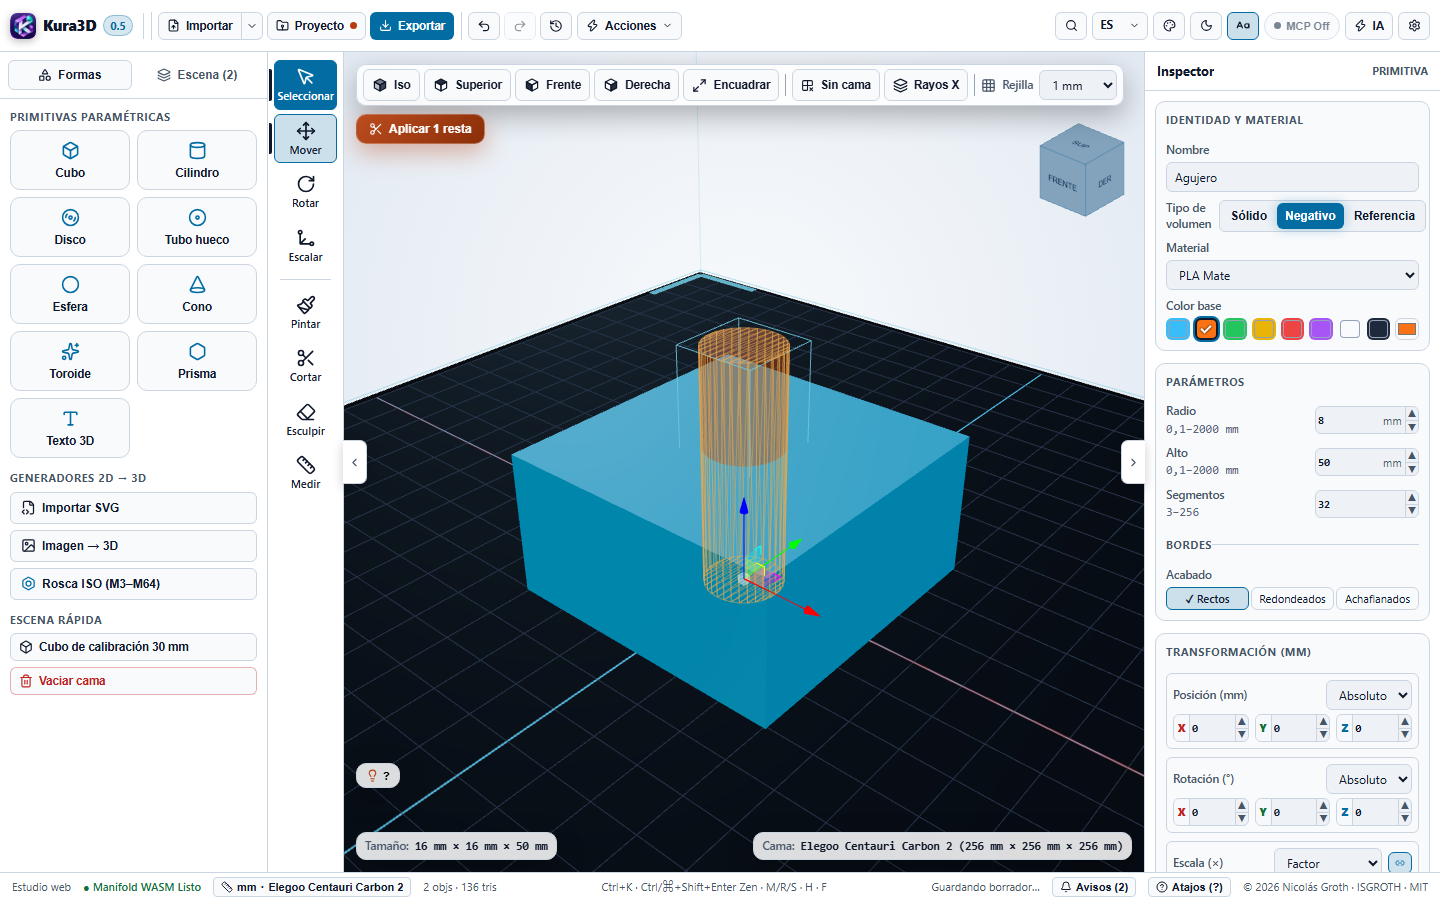 Kura3D 0.5
Importar
Proyecto
Exportar
Acciones
ES
Aa
MCP Off
IA
Formas
Escena (2)
PRIMITIVAS PARAMÉTRICAS
Cubo
Cilindro
Disco
Tubo hueco
Esfera
Cono
Toroide
Prisma
Texto 3D
GENERADORES 2D → 3D
Importar SVG
Imagen → 3D
Rosca ISO (M3–M64)
ESCENA RÁPIDA
Cubo de calibración 30 mm
Vaciar cama
Seleccionar
Mover
Rotar
Escalar
Pintar
Cortar
Esculpir
Medir
Iso
Superior
Frente
Derecha
Encuadrar
Sin cama
Rayos X
Rejilla
1 mm
Aplicar 1 resta
SUP
FRENTE
DER
?
Tamaño: 16 mm × 16 mm × 50 mm
Cama: Elegoo Centauri Carbon 2 (256 mm × 256 mm × 256 mm)
Inspector
PRIMITIVA
IDENTIDAD Y MATERIAL
Nombre
Agujero
Tipo de volumen
Sólido
Negativo
Referencia
Material
PLA Mate
Color base
PARÁMETROS
Radio
0,1–2000 mm
8 mm
Alto
0,1–2000 mm
50 mm
Segmentos
3–256
32
BORDES
Acabado
✓ Rectos
Redondeados
Achaflanados
TRANSFORMACIÓN (MM)
Posición (mm)
Absoluto
X 0
Y 0
Z 0
Rotación (°)
Absoluto
X 0
Y 0
Z 0
Escala (×)
Factor
Estudio web
● Manifold WASM Listo
mm · Elegoo Centauri Carbon 2
2 objs · 136 tris
Ctrl+K · Ctrl/⌘+Shift+Enter Zen · M/R/S · H · F
Guardando borrador…
Avisos (2)
Atajos (?)
© 2026 Nicolás Groth · ISGROTH · MIT